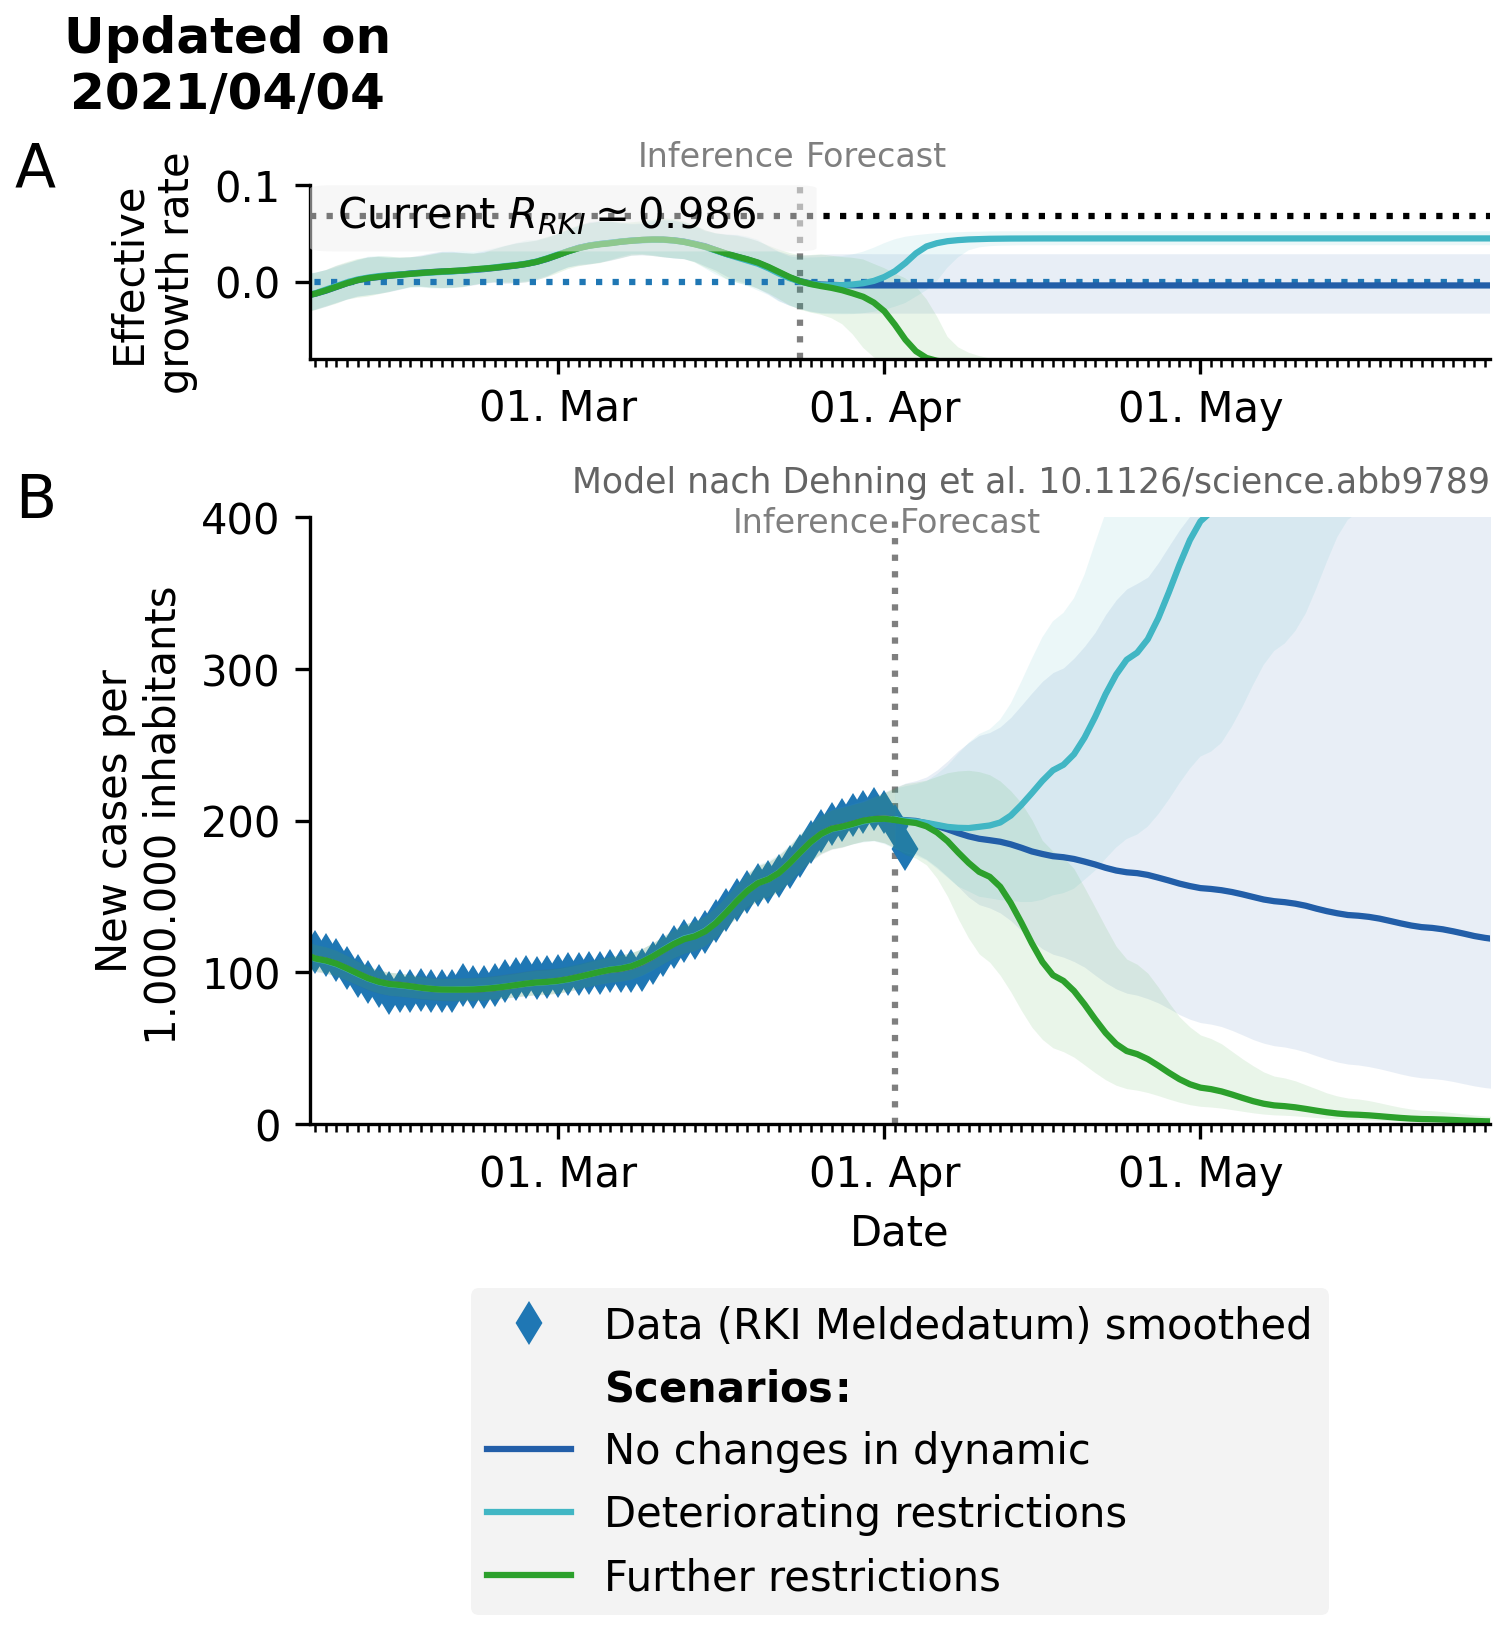 Updated on
2021/04/04
A
Inference Forecast
Effective
growth rate
0.1
0.0
Current R_RKI ≃ 0.986
01. Mar
01. Apr
01. May
B
Model nach Dehning et al. 10.1126/science.abb9789
Inference Forecast
New cases per
1.000.000 inhabitants
400
300
200
100
0
01. Mar
01. Apr
01. May
Date
Data (RKI Meldedatum) smoothed
Scenarios:
No changes in dynamic
Deteriorating restrictions
Further restrictions